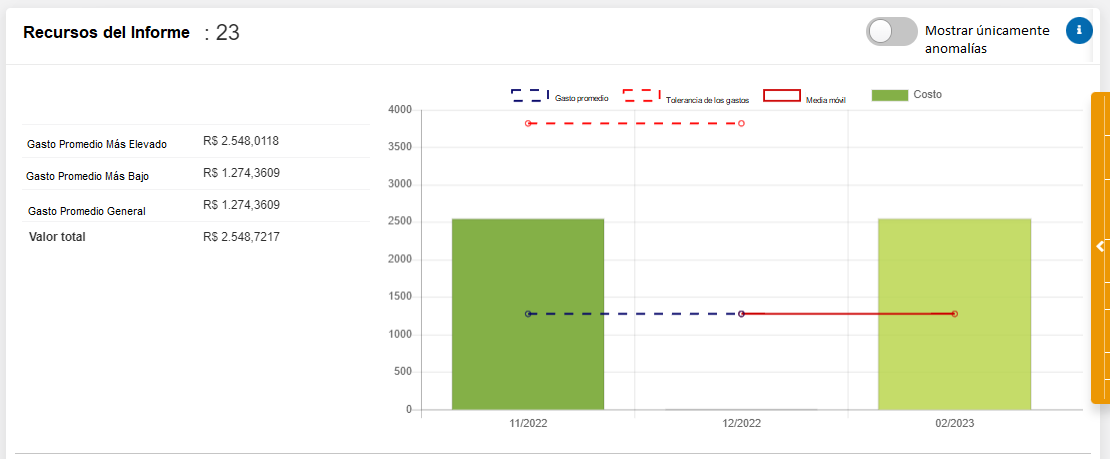 Recursos del Informe : 23
Mostrar únicamente
anomalías
i
Gasto promedio
Tolerancia de los gastos
Media móvil
Costo
Gasto Promedio Más Elevado R$ 2.548,0118
Gasto Promedio Más Bajo R$ 1.274,3609
Gasto Promedio General R$ 1.274,3609
Valor total R$ 2.548,7217
4000
3500
3000
2500
2000
1500
1000
500
0
11/2022
12/2022
02/2023